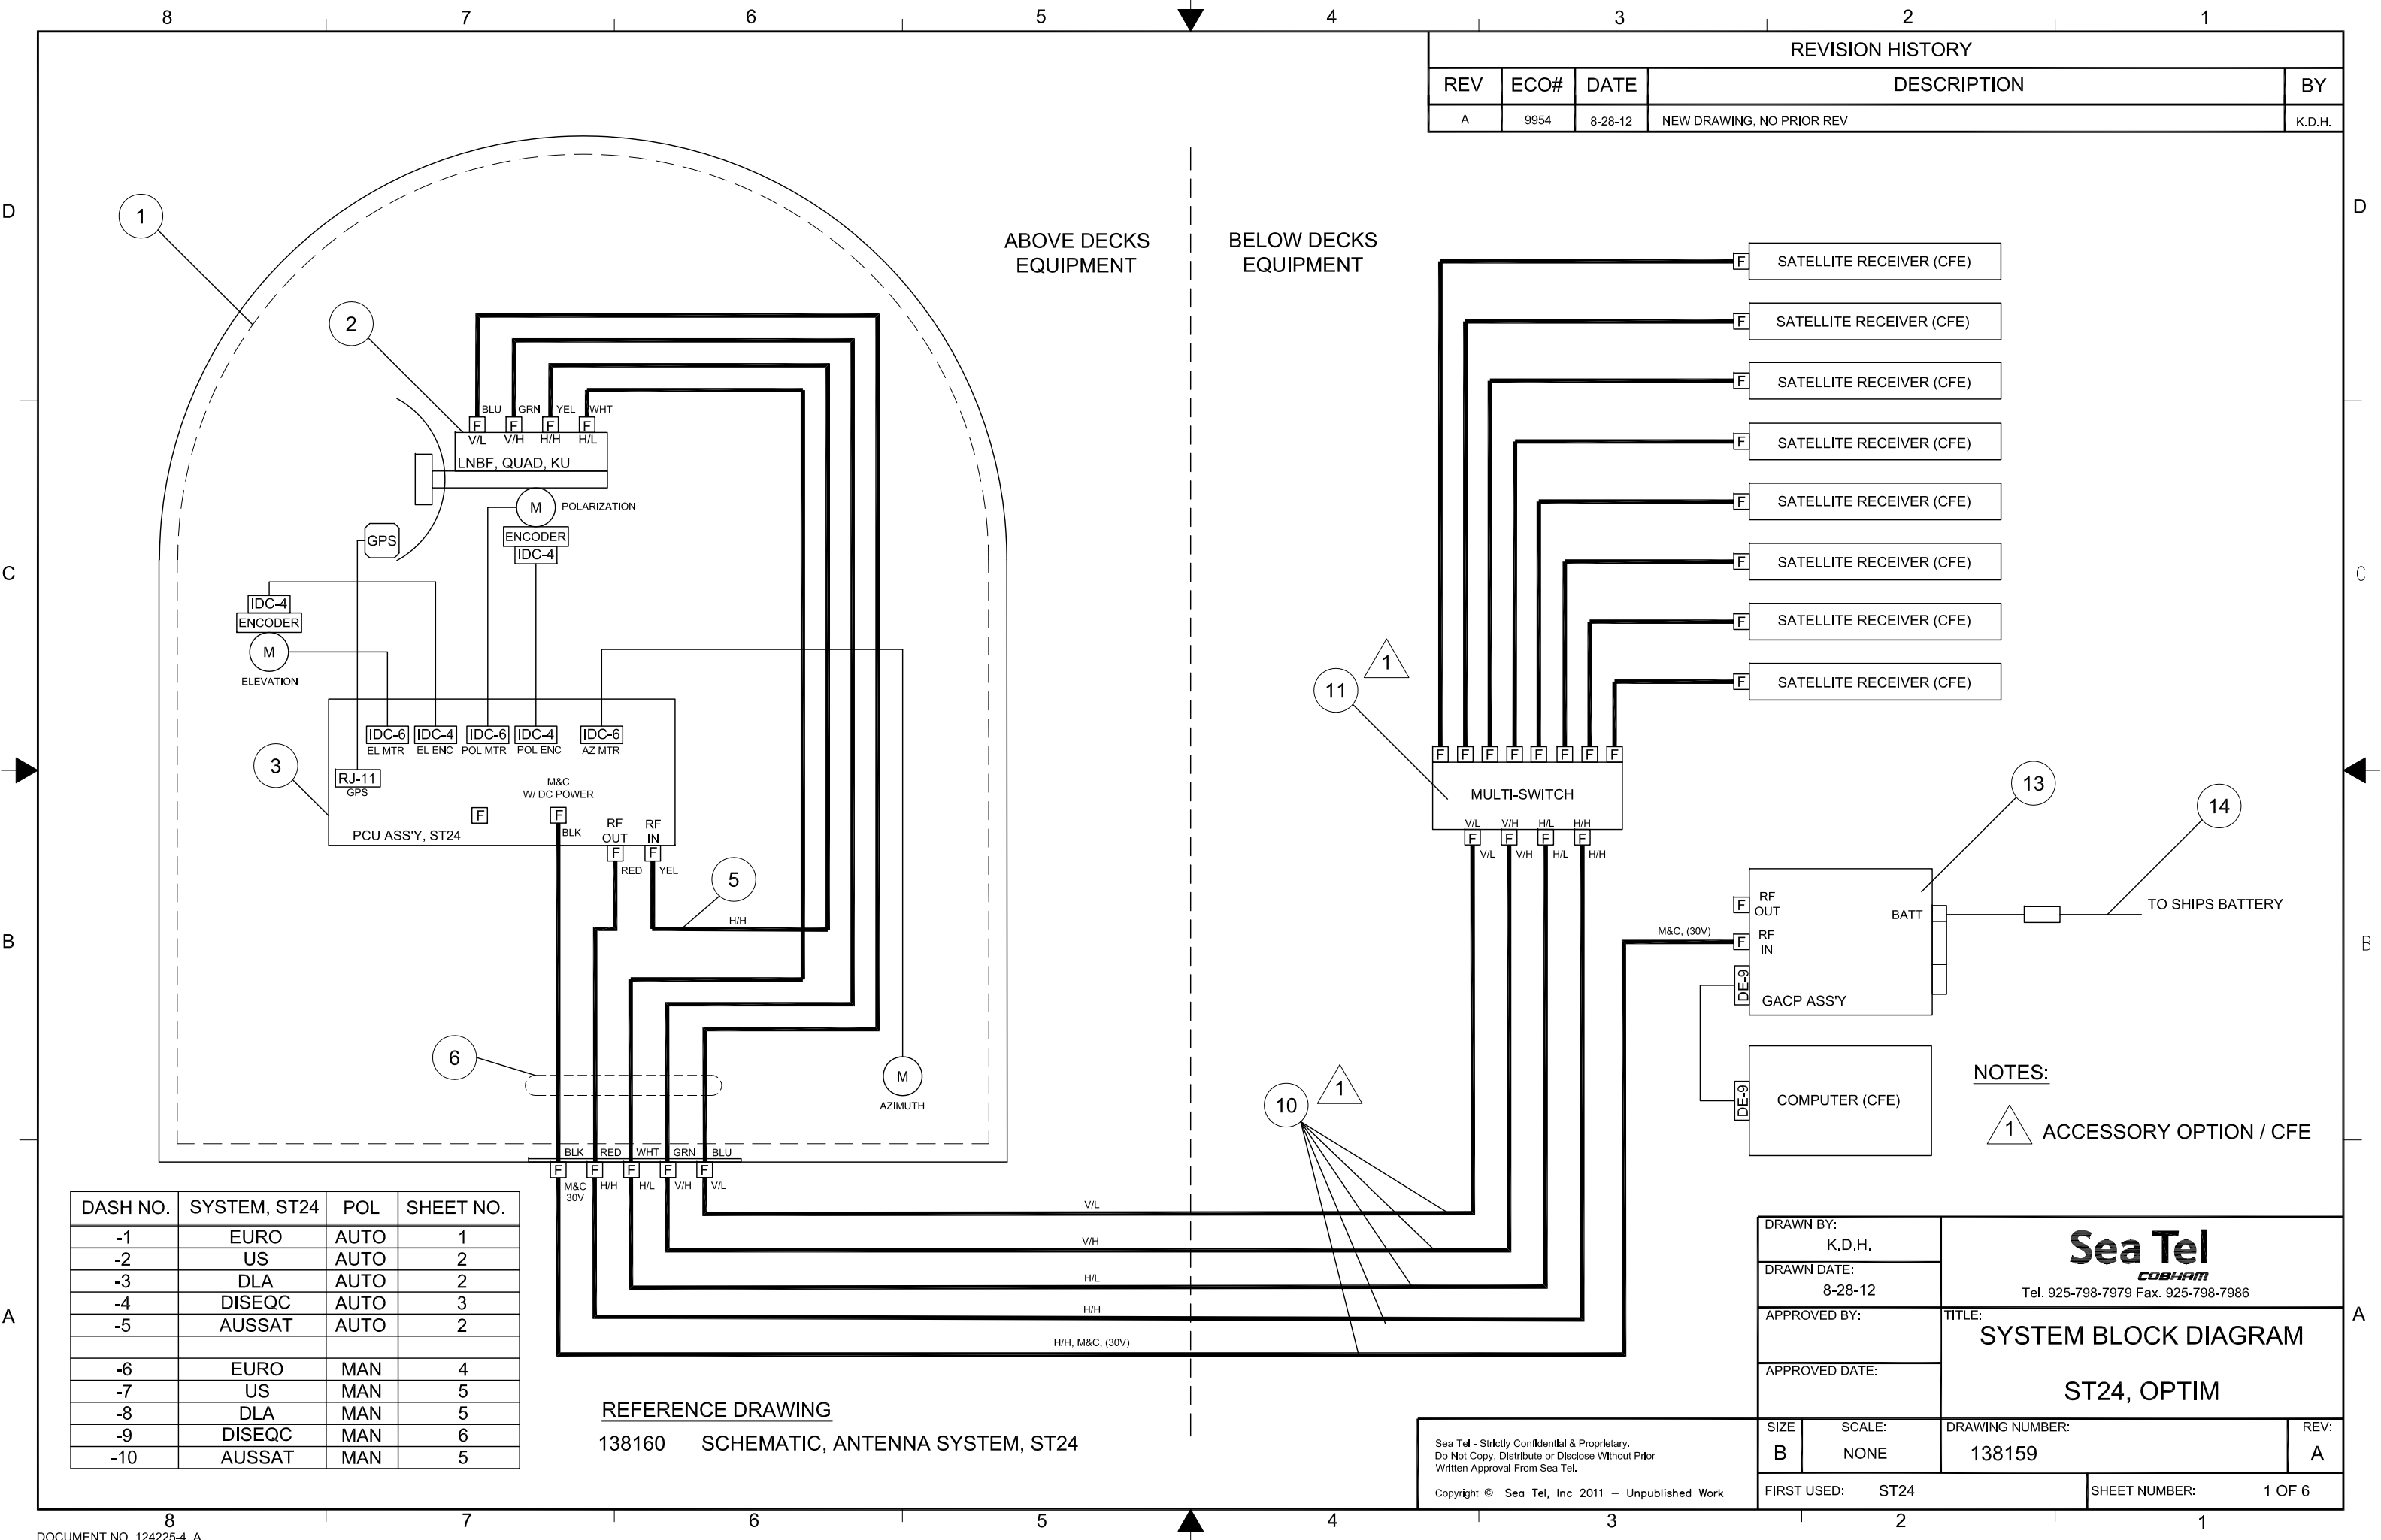 8 7 6 5 4 3 2 1
REVISION HISTORY
REV ECO# DATE DESCRIPTION BY
A 9954 8-28-12 NEW DRAWING, NO PRIOR REV K.D.H.
D
D
1
ABOVE DECKS
EQUIPMENT
BELOW DECKS
EQUIPMENT
F SATELLITE RECEIVER (CFE)
F SATELLITE RECEIVER (CFE)
F SATELLITE RECEIVER (CFE)
F SATELLITE RECEIVER (CFE)
F SATELLITE RECEIVER (CFE)
F SATELLITE RECEIVER (CFE)
F SATELLITE RECEIVER (CFE)
F SATELLITE RECEIVER (CFE)
2
BLU GRN YEL WHT
F F F F
V/L V/H H/H H/L
LNBF, QUAD, KU
M POLARIZATION
ENCODER
IDC-4
GPS
C
C
IDC-4
ENCODER
M
ELEVATION
IDC-6 IDC-4 IDC-6 IDC-4 IDC-6
EL MTR EL ENC POL MTR POL ENC AZ MTR
3
RJ-11
GPS
M&C
W/ DC POWER
F F
BLK
PCU ASS'Y, ST24
RF
OUT
RF
IN
F F
RED YEL
5
H/H
11
1
F F F F F F F F
MULTI-SWITCH
V/L V/H H/L H/H
F F F F
V/L V/H H/L H/H
13
14
F RF
OUT
BATT
TO SHIPS BATTERY
M&C, (30V)
F RF
IN
DE-9
GACP ASS'Y
B
B
DE-9
COMPUTER (CFE)
NOTES:
1 ACCESSORY OPTION / CFE
6
M
AZIMUTH
10
1
BLK RED WHT GRN BLU
F F F F F
M&C
30V
H/H H/L V/H V/L
V/L
V/H
H/L
H/H
H/H, M&C, (30V)
A
A
DASH NO. SYSTEM, ST24 POL SHEET NO.
-1 EURO AUTO 1
-2 US AUTO 2
-3 DLA AUTO 2
-4 DISEQC AUTO 3
-5 AUSSAT AUTO 2
-6 EURO MAN 4
-7 US MAN 5
-8 DLA MAN 5
-9 DISEQC MAN 6
-10 AUSSAT MAN 5
REFERENCE DRAWING
138160 SCHEMATIC, ANTENNA SYSTEM, ST24
Sea Tel - Strictly Confidential & Proprietary.
Do Not Copy, Distribute or Disclose Without Prior
Written Approval From Sea Tel.
Copyright © Sea Tel, Inc 2011 – Unpublished Work
DRAWN BY:
K.D.H.
DRAWN DATE:
8-28-12
APPROVED BY:
APPROVED DATE:
Sea Tel
COBHAM
Tel. 925-798-7979 Fax. 925-798-7986
TITLE:
SYSTEM BLOCK DIAGRAM
ST24, OPTIM
SIZE
B
SCALE:
NONE
DRAWING NUMBER:
138159
REV:
A
FIRST USED: ST24
SHEET NUMBER: 1 OF 6
8 7 6 5 4 3 2 1
DOCUMENT NO. 124225-4_A